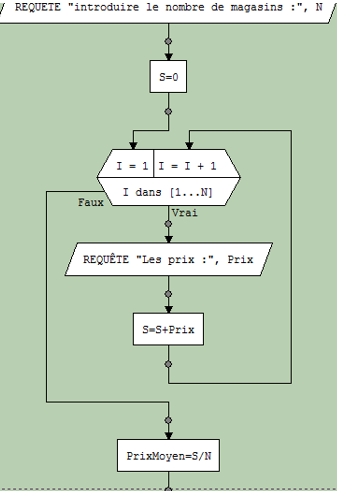 REQUETE "introduire le nombre de magasins :", N
S=0
I = 1 I = I + 1
I dans [1...N]
Faux
Vrai
REQUÊTE "Les prix :", Prix
S=S+Prix
PrixMoyen=S/N